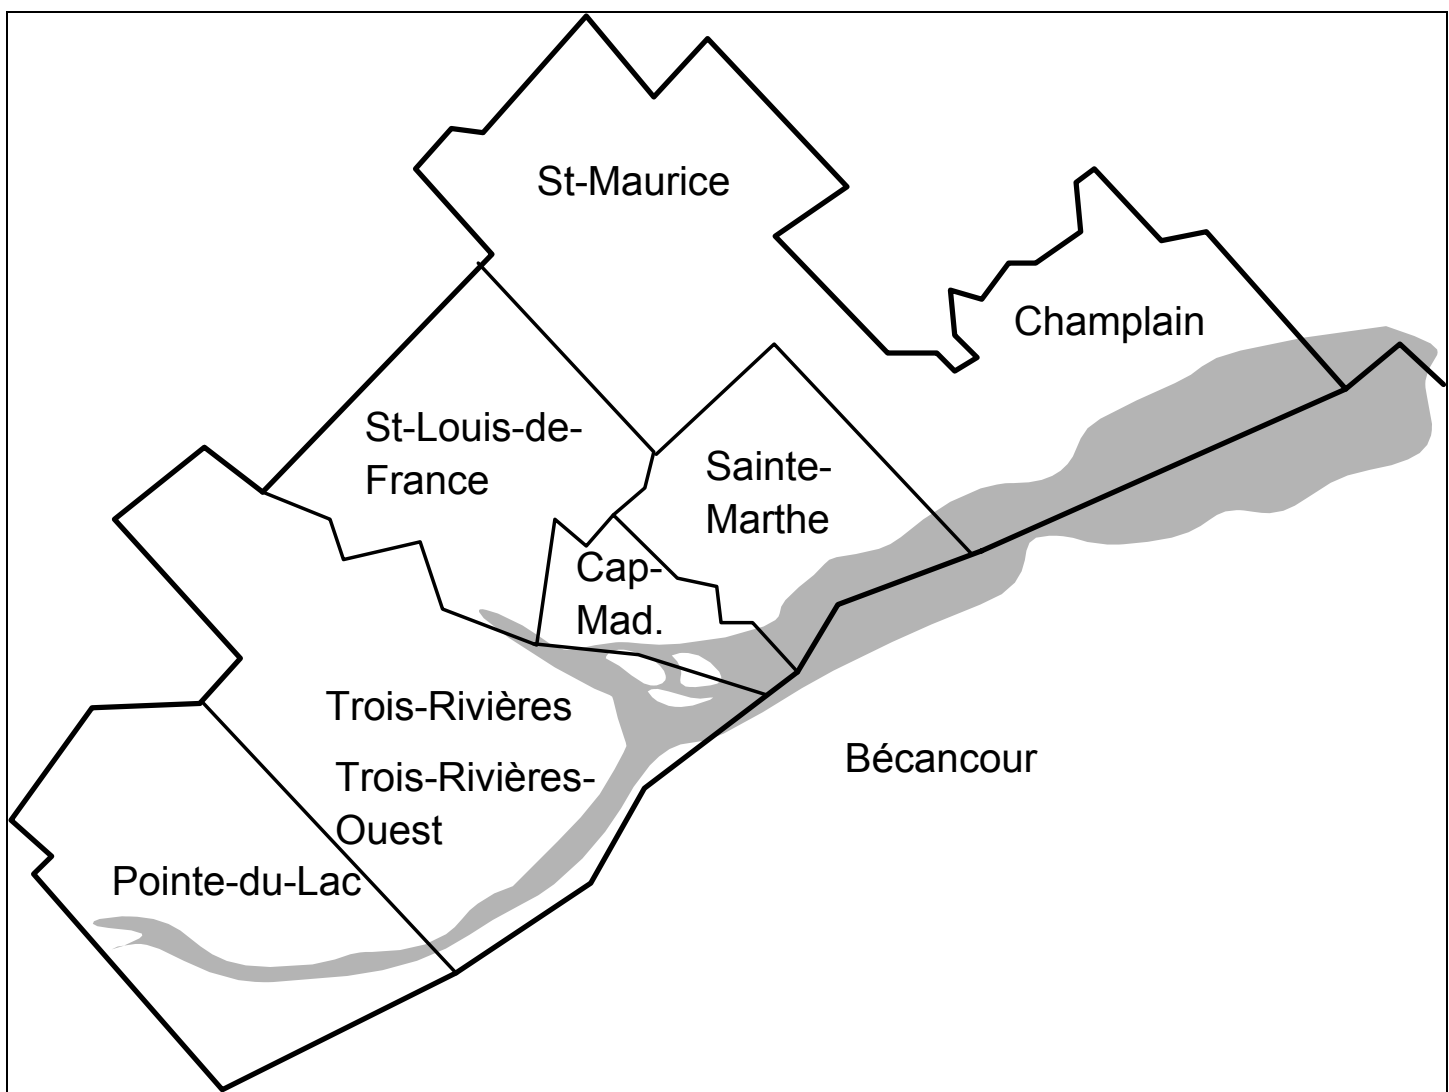 St-Maurice
Champlain
St-Louis-de-
France
Sainte-
Marthe
Cap-
Mad.
Trois-Rivières
Bécancour
Trois-Rivières-
Ouest
Pointe-du-Lac